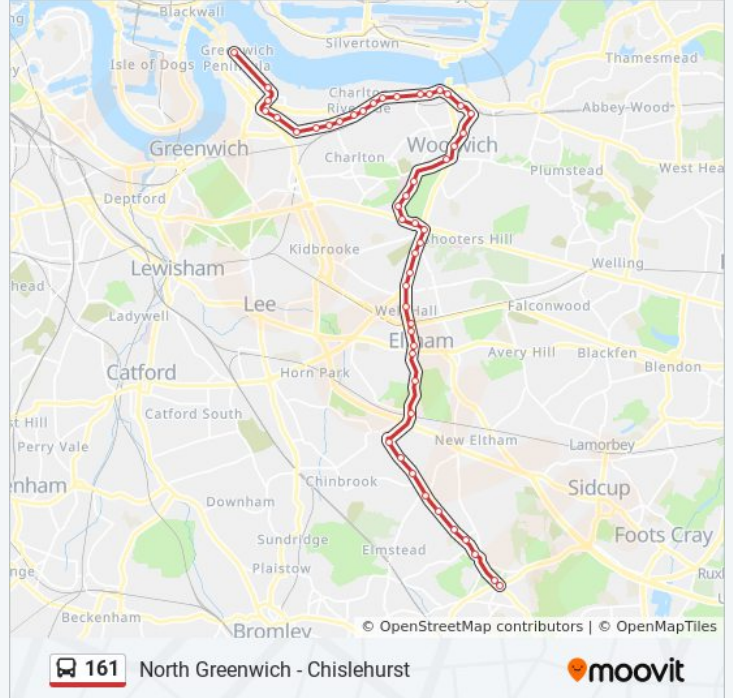 Blackwall
ng
Greenwich
Peninsula
Silvertown
Isle of Dogs
Thamesmead
Abbey Wood
Greenwich
Charlton
Woolwich
Plumstead
West Hea
Deptford
Kidbrooke
Shooters Hill
Welling
head
Lewisham
Lee
Ladywell
Well Hall
Falconwood
Eltham
Avery Hill
Blackfen
Blendon
Catford
Horn Park
Catford South
st Hill
Perry Vale
New Eltham
Lamorbey
nham
Chinbrook
Sidcup
Downham
Foots Cray
Sundridge
Elmstead
Plaistow
nge
Rux
Beckenham
Bromley
© OpenStreetMap contributors | © OpenMapTiles
161 North Greenwich - Chislehurst
moovit